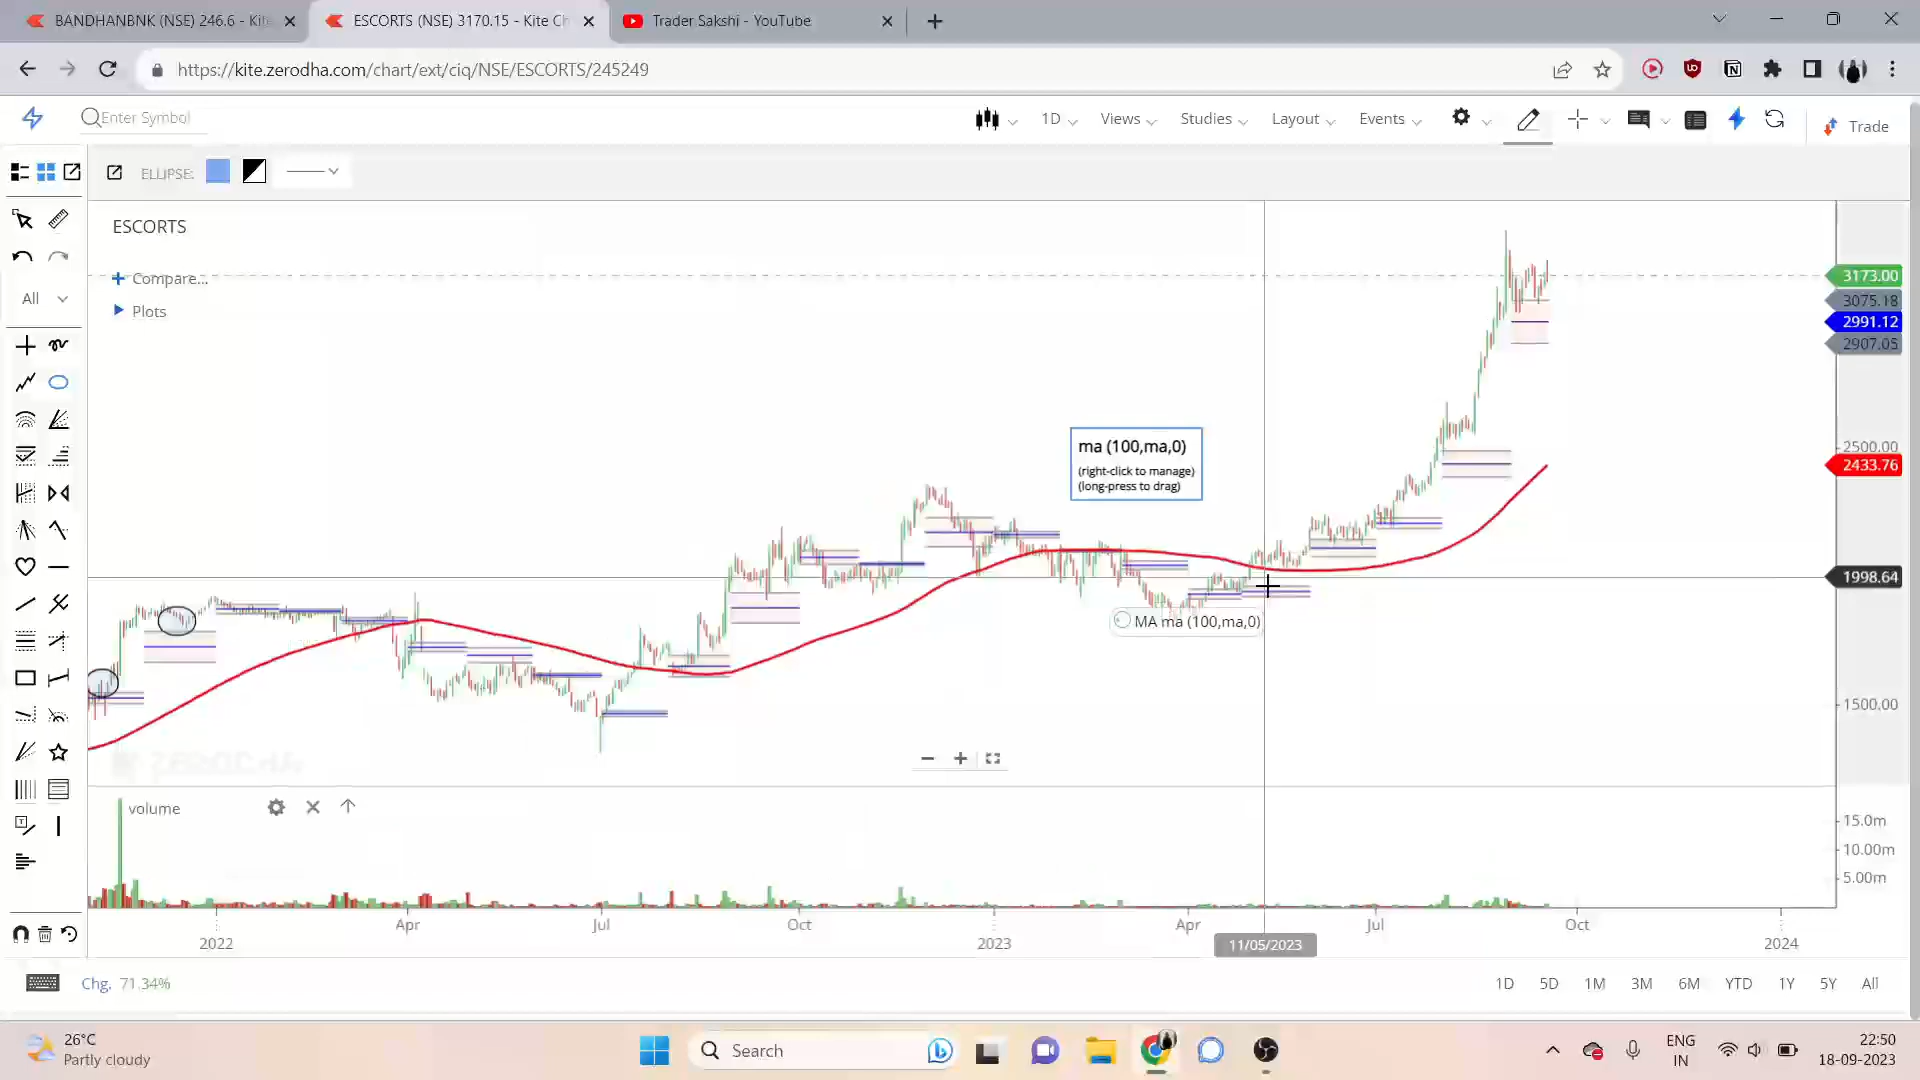 BANDHANBNK (NSE) 246.6 - Kite
ESCORTS (NSE) 3170.15 - Kite Ch
Trader Sakshi - YouTube
https://kite.zerodha.com/chart/ext/ciq/NSE/ESCORTS/245249
Enter Symbol
1D
Views
Studies
Layout
Events
Trade
ELLIPSE:
ESCORTS
Compare...
Plots
All
3173.00
3075.18
2991.12
2907.05
2500.00
2433.76
1998.64
1500.00
ma (100,ma,0)
(right-click to manage)
(long-press to drag)
MA ma (100,ma,0)
ZERODHA
volume
15.0m
10.00m
5.00m
Apr
Jul
Oct
Apr
Jul
Oct
2022
2023
11/05/2023
2024
Chg, 71.34%
1D
5D
1M
3M
6M
YTD
1Y
5Y
All
26°C
Partly cloudy
Search
ENG
IN
22:50
18-09-2023